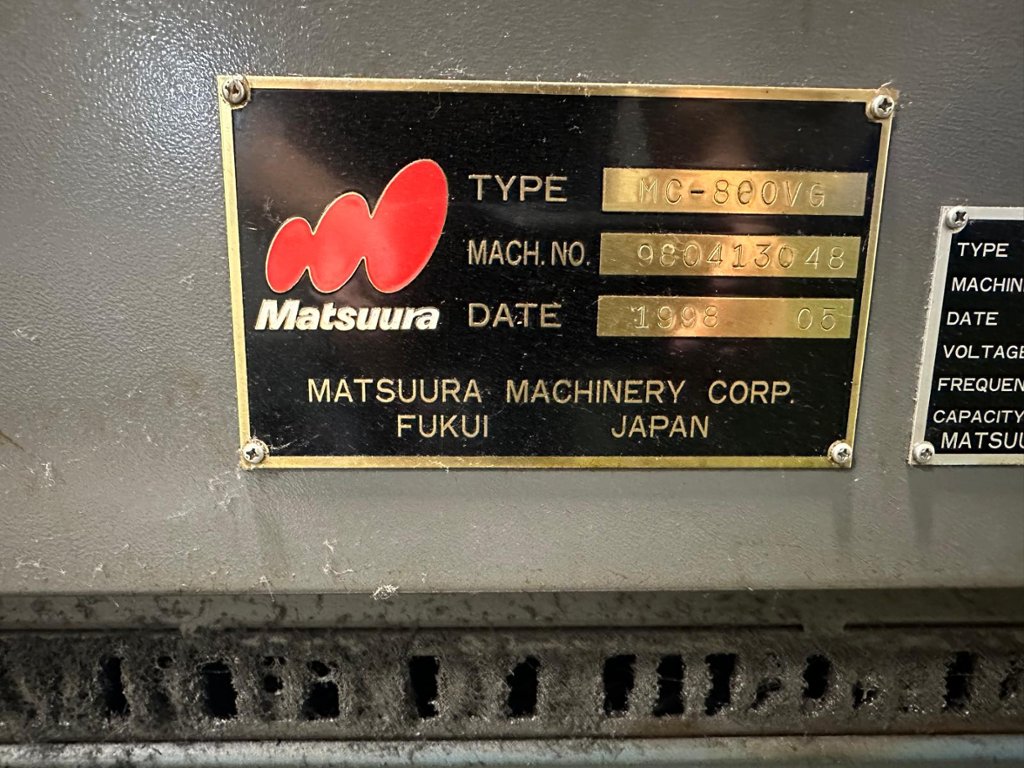 TYPE MC-800VG
MACH. NO. 980413048
Matsuura
DATE 1998 05
MATSUURA MACHINERY CORP.
FUKUI JAPAN
TYPE
DATE